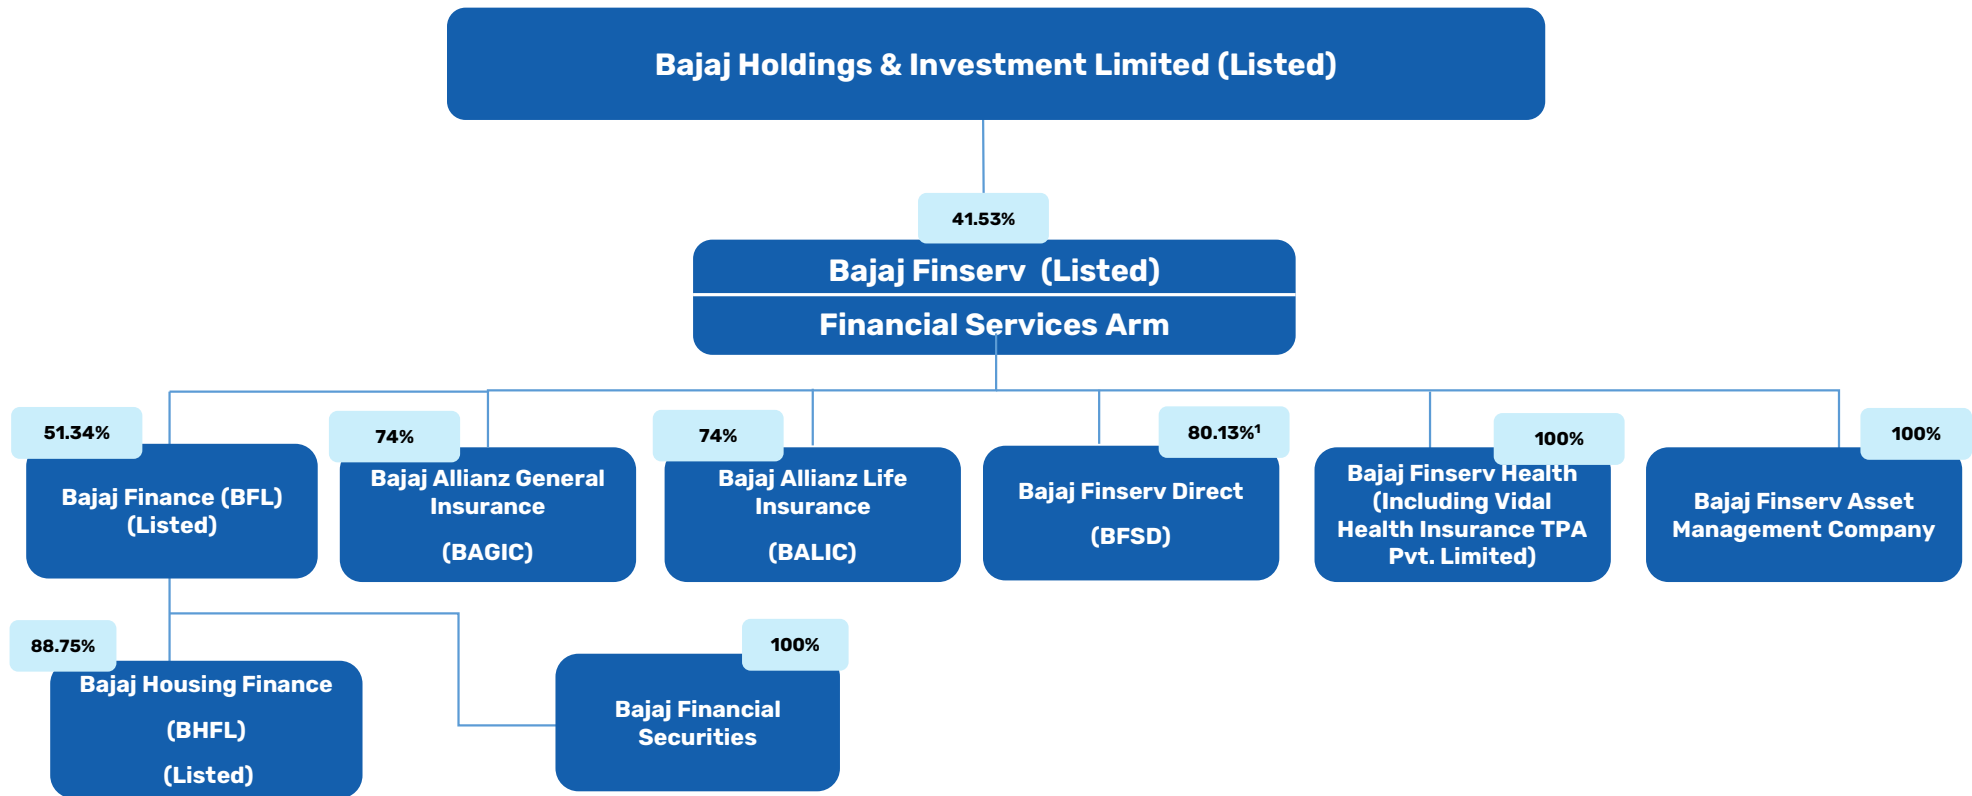 Bajaj Holdings & Investment Limited (Listed)
41.53%
Bajaj Finserv (Listed)
Financial Services Arm
51.34%
Bajaj Finance (BFL)
(Listed)
74%
Bajaj Allianz General
Insurance
(BAGIC)
74%
Bajaj Allianz Life
Insurance
(BALIC)
80.13%¹
Bajaj Finserv Direct
(BFSD)
100%
Bajaj Finserv Health
(Including Vidal
Health Insurance TPA
Pvt. Limited)
100%
Bajaj Finserv Asset
Management Company
88.75%
Bajaj Housing Finance
(BHFL)
(Listed)
100%
Bajaj Financial
Securities